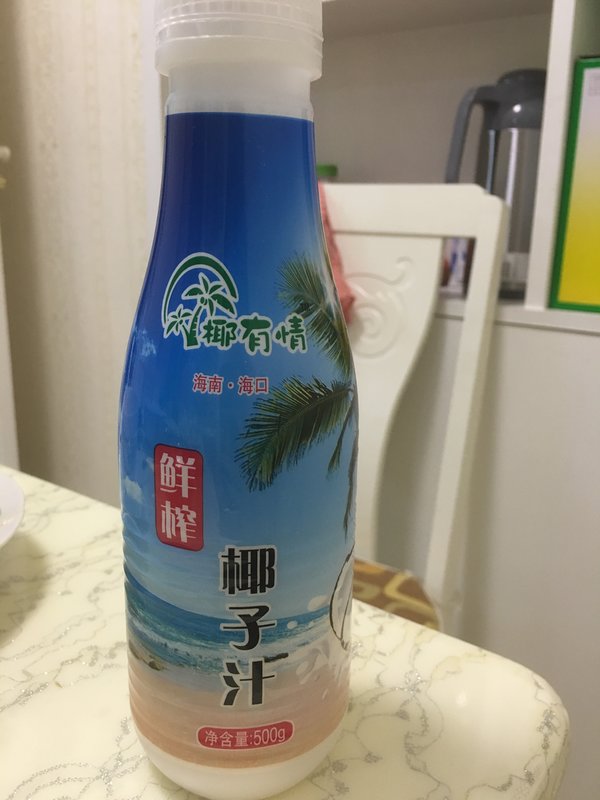 椰有情
海南·海口
鲜榨
椰子汁
净含量:500g